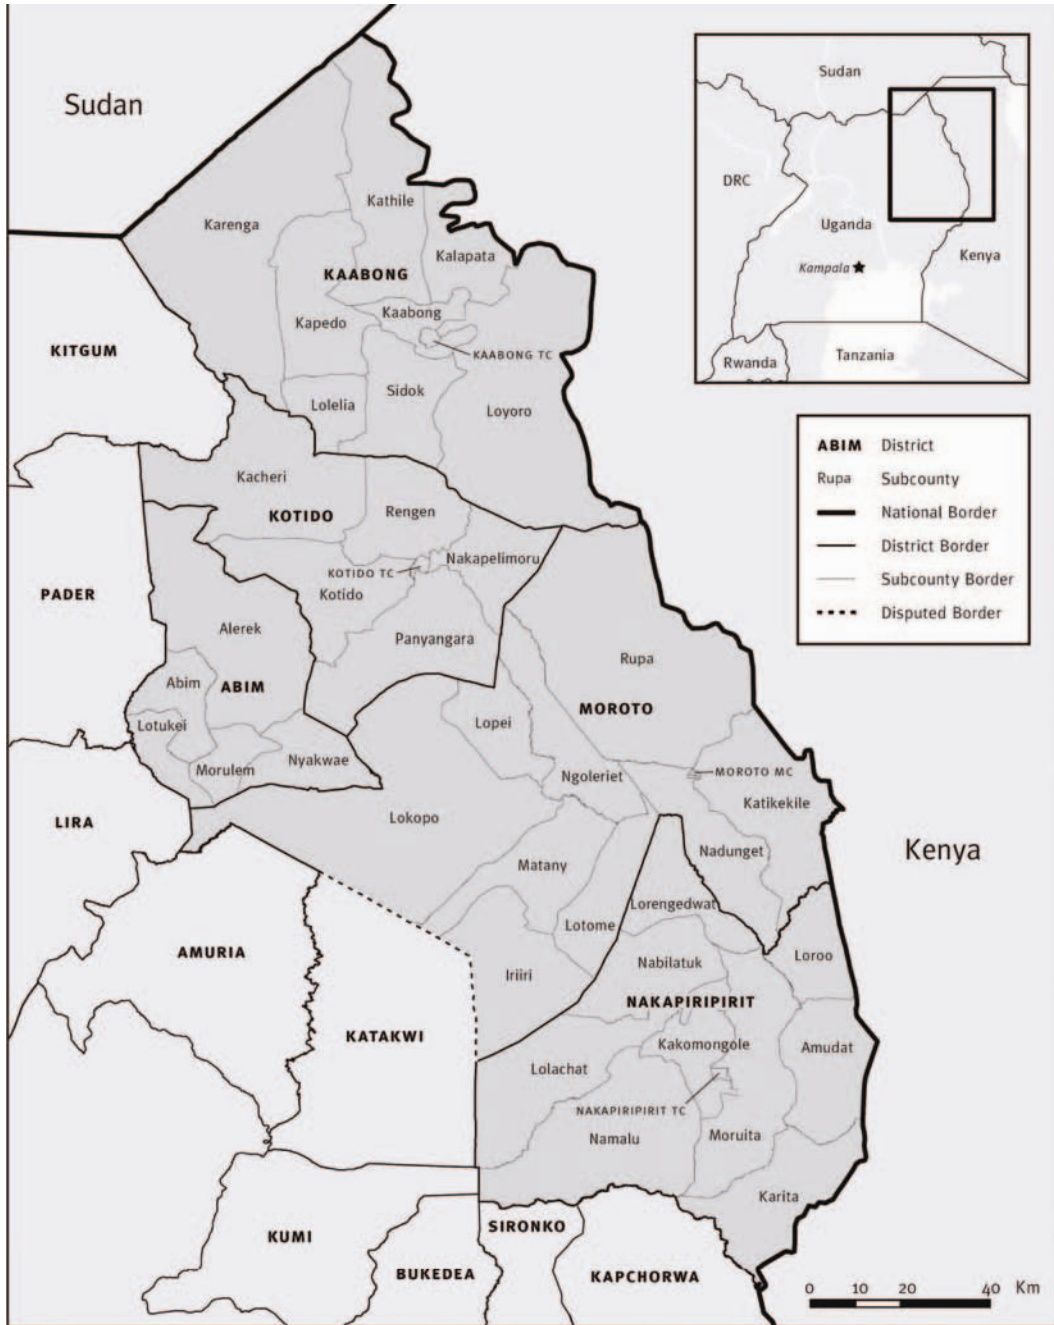 Sudan
Karenga
Kathile
Kalapata
KAABONG
Kaabong
Kapedo
KAABONG TC
KITGUM
Sidok
Lolelia
Loyoro
Kacheri
KOTIDO
Rengen
Nakapelimoru
KOTIDO TC
Kotido
PADER
Alerek
Panyangara
Rupa
Abim
ABIM
MOROTO
Lotukei
Lopei
Nyakwae
Morulem
Ngoleriet
MOROTO MC
Katikekile
LIRA
Lokopo
Nadunget
Kenya
Matany
Lorengedwat
Lotome
AMURIA
Loroo
Nabilatuk
Iriiri
NAKAPIRIPIRIT
KATAKWI
Kakomongole
Amudat
Lolachat
NAKAPIRIPIRIT TC
Namalu
Moruita
Karita
SIRONKO
KUMI
BUKEDEA
KAPCHORWA
Sudan
DRC
Uganda
Kampala
Kenya
Rwanda
Tanzania
ABIM District
Rupa Subcounty
National Border
District Border
Subcounty Border
Disputed Border
0 10 20 40 Km